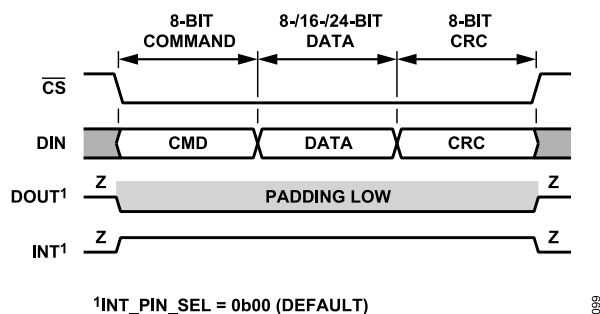 8-BIT COMMAND
8-/16-/24-BIT DATA
8-BIT CRC
CS
DIN
CMD
DATA
CRC
DOUT1
Z
PADDING LOW
Z
INT1
Z
Z
1INT_PIN_SEL = 0b00 (DEFAULT)
099